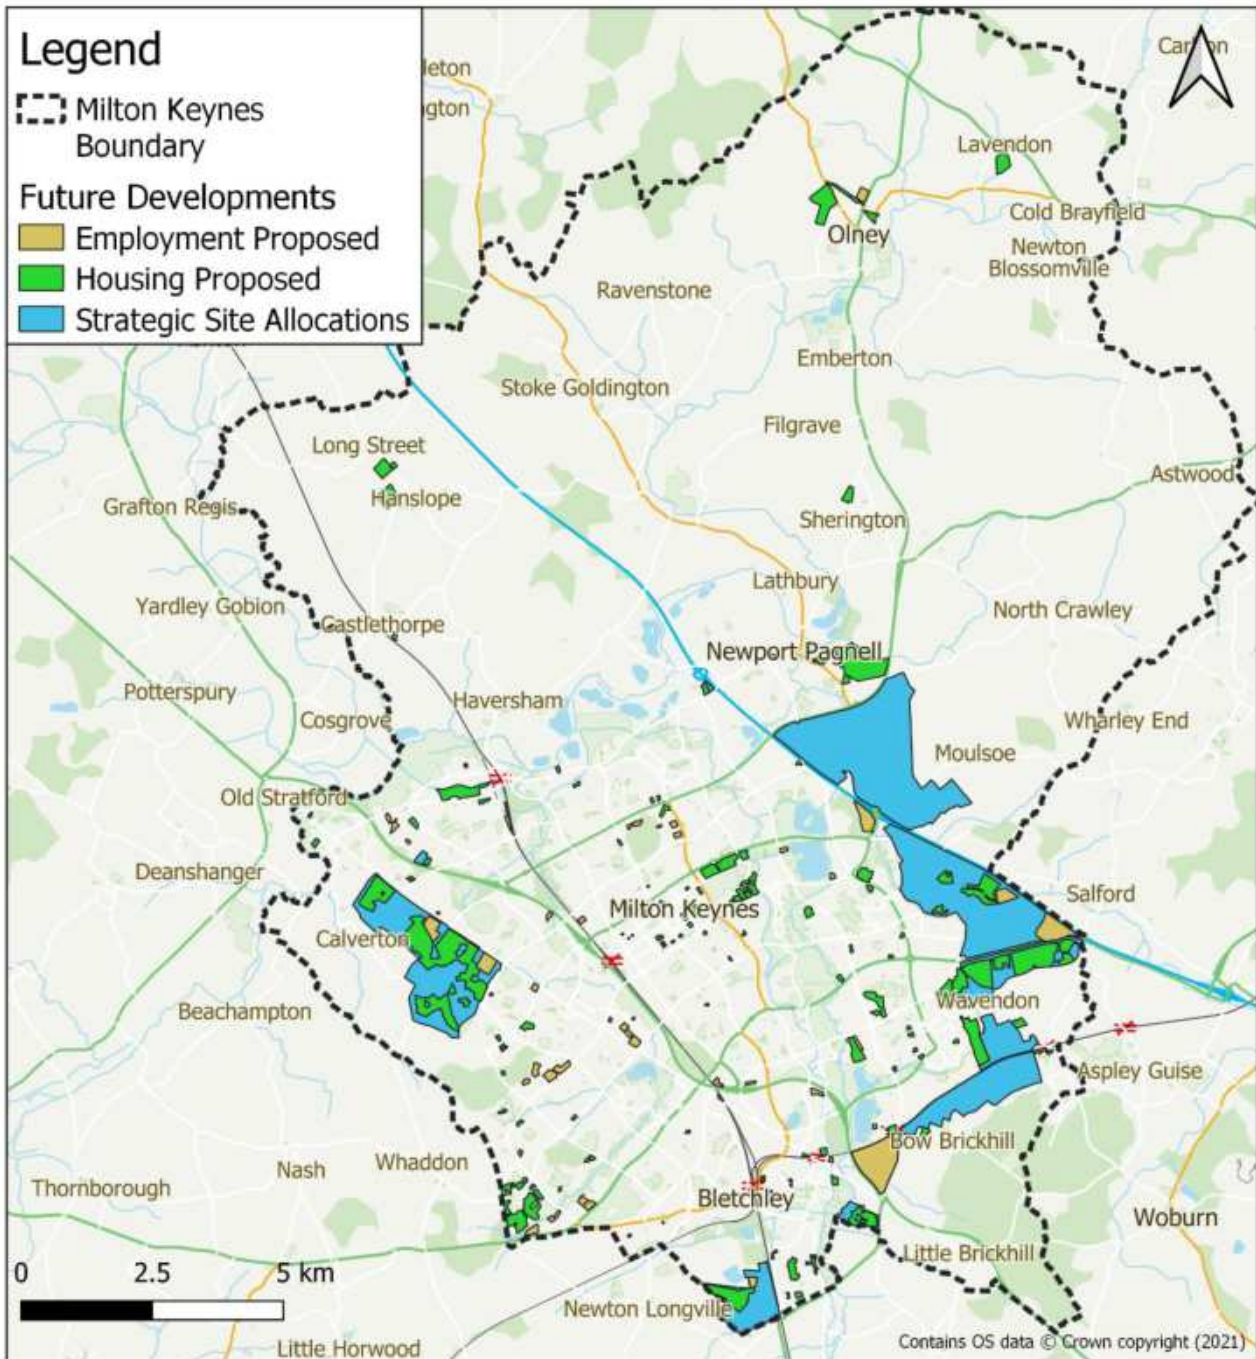 Legend
Milton Keynes
Boundary
Future Developments
Employment Proposed
Housing Proposed
Strategic Site Allocations
Lavendon
Cold Brayfield
Olney
Newton
Blossomville
Ravenstone
Emberton
Stoke Goldington
Filgrave
Long Street
Astwood
Hanslope
Grafton Regis
Sherington
Lathbury
Yardley Gobion
North Crawley
Castlethorpe
Newport Pagnell
Potterspury
Haversham
Cosgrove
Wharley End
Moulsoe
Old Stratford
Deanshanger
Salford
Milton Keynes
Calverton
Wavendon
Beachampton
Aspley Guise
Bow Brickhill
Whaddon
Nash
Thornborough
Bletchley
Woburn
Little Brickhill
0 2.5 5 km
Newton Longville
Little Horwood
Contains OS data © Crown copyright (2021)